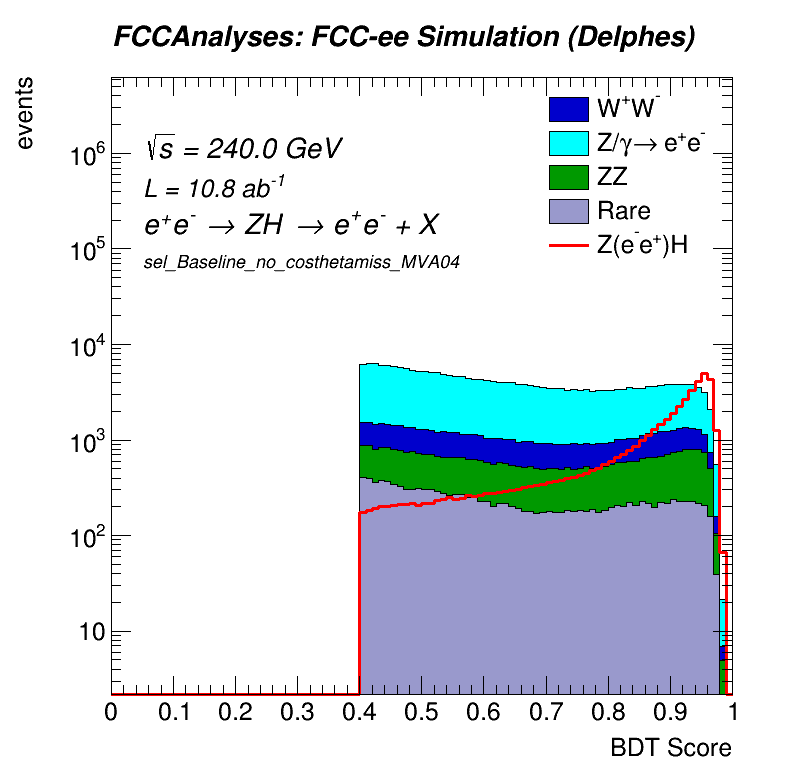 FCCAnalyses: FCC-ee Simulation (Delphes)
events
√s = 240.0 GeV
L = 10.8 ab⁻¹
e⁺e⁻ → ZH → e⁺e⁻ + X
sel_Baseline_no_costhetamiss_MVA04
W⁺W⁻
Z/γ→ e⁺e⁻
ZZ
Rare
Z(e⁻e⁺)H
10⁶
10⁵
10⁴
10³
10²
10
0 0.1 0.2 0.3 0.4 0.5 0.6 0.7 0.8 0.9 1
BDT Score